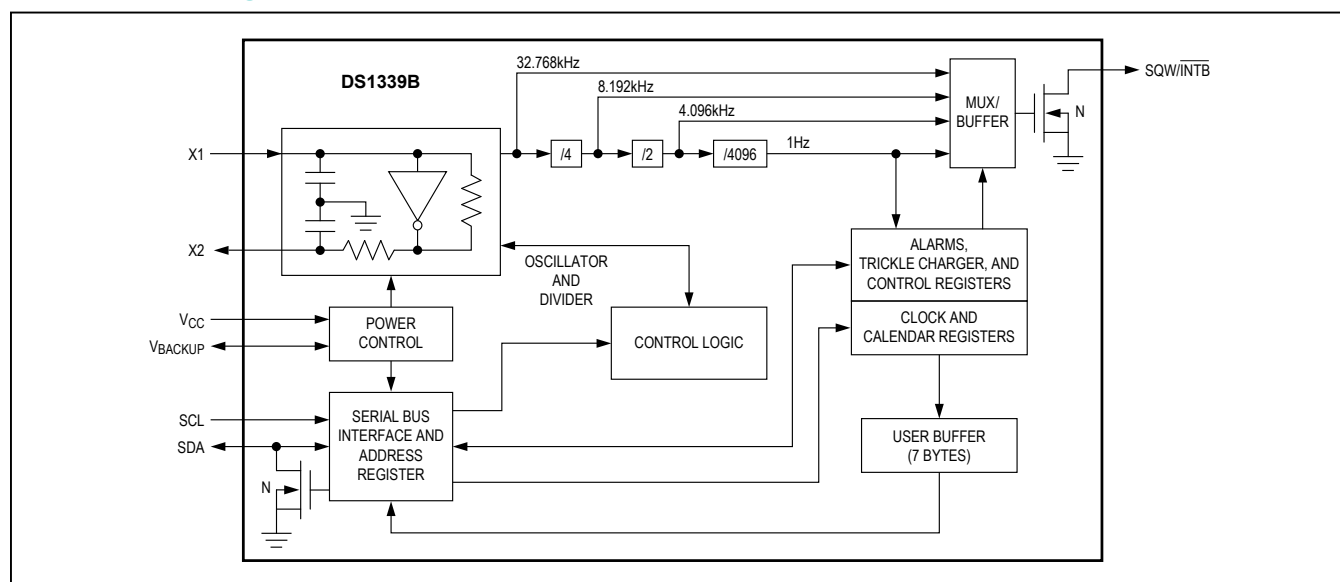 DS1339B
32.768kHz
8.192kHz
4.096kHz
/4
/2
/4096
1Hz
MUX/
BUFFER
N
SQW/INTB
X1
X2
OSCILLATOR
AND
DIVIDER
ALARMS,
TRICKLE CHARGER, AND
CONTROL REGISTERS
VCC
VBACKUP
POWER
CONTROL
CONTROL LOGIC
CLOCK AND
CALENDAR REGISTERS
SCL
SDA
SERIAL BUS
INTERFACE AND
ADDRESS
REGISTER
N
USER BUFFER
(7 BYTES)